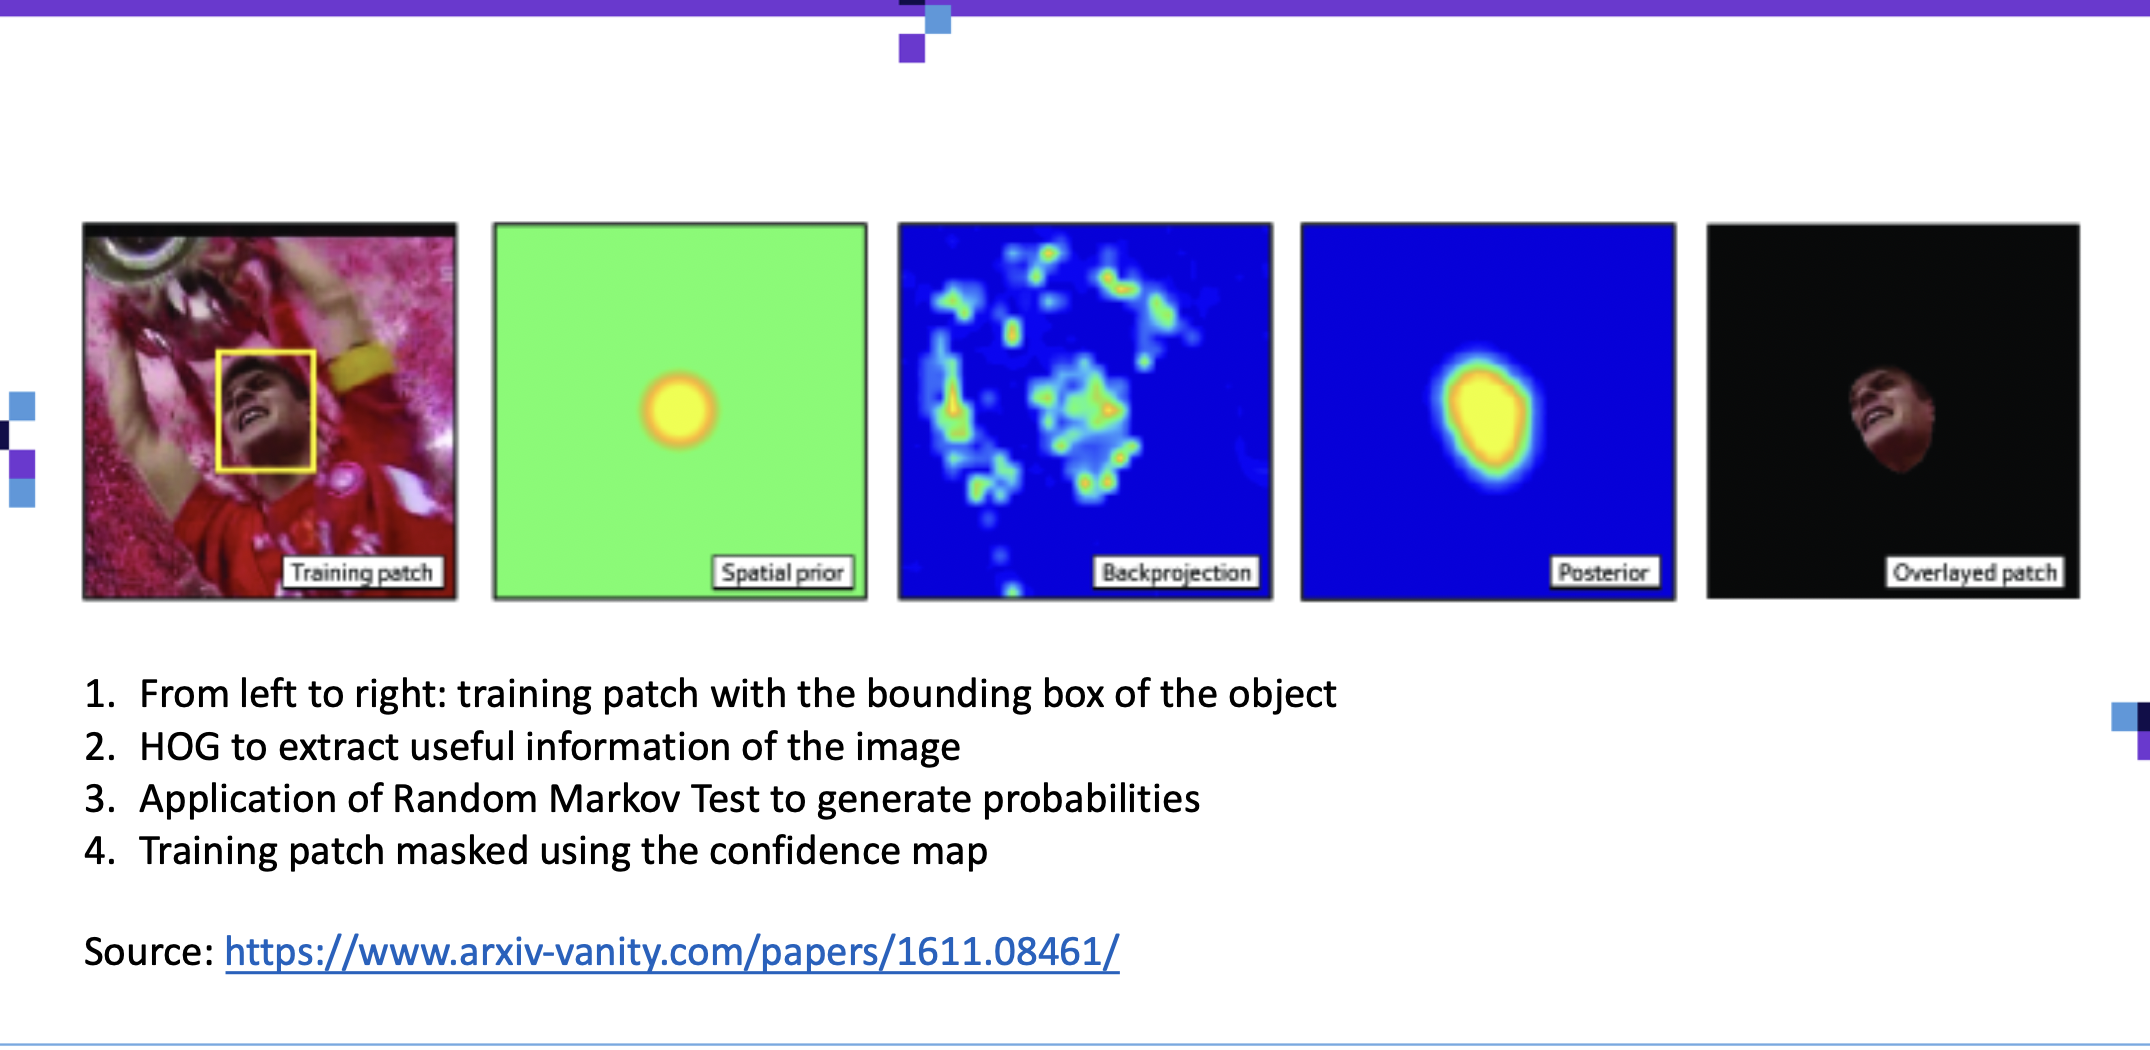 Training patch
Spatial prior
Backprojection
Posterior
Overlayed patch
1. From left to right: training patch with the bounding box of the object
2. HOG to extract useful information of the image
3. Application of Random Markov Test to generate probabilities
4. Training patch masked using the confidence map
Source: https://www.arxiv-vanity.com/papers/1611.08461/